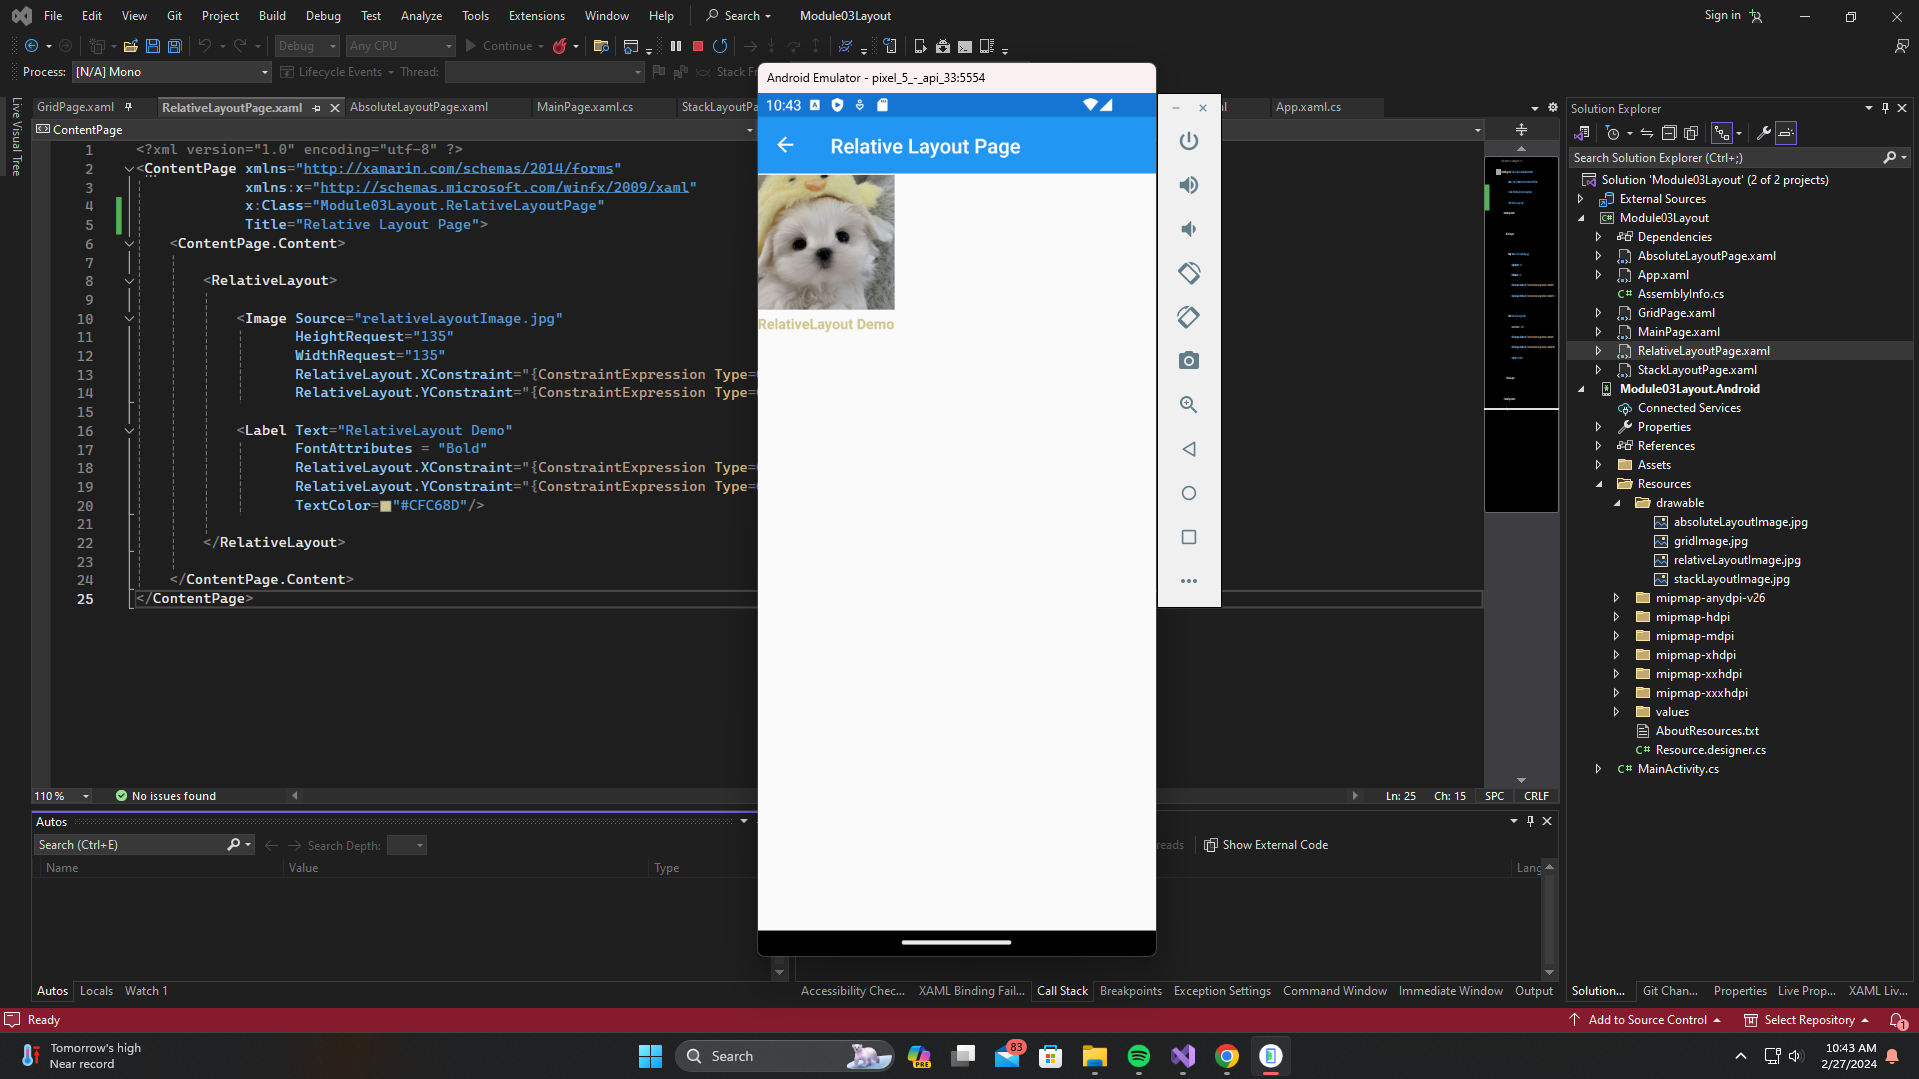 File Edit View Git Project Build Debug Test Analyze Tools Extensions Window Help Search Module03Layout Sign in
Debug Any CPU Continue
Process: [N/A] Mono Lifecycle Events Thread: Stack Fr
Android Emulator - pixel_5_-_api_33:5554
Live Visual Tree
GridPage.xaml RelativeLayoutPage.xaml AbsoluteLayoutPage.xaml MainPage.xaml.cs StackLayoutPa App.xaml.cs
ContentPage
1 <?xml version="1.0" encoding="utf-8" ?>
2 <ContentPage xmlns="http://xamarin.com/schemas/2014/forms"
3 xmlns:x="http://schemas.microsoft.com/winfx/2009/xaml"
4 x:Class="Module03Layout.RelativeLayoutPage"
5 Title="Relative Layout Page">
6 <ContentPage.Content>
7
8 <RelativeLayout>
9
10 <Image Source="relativeLayoutImage.jpg"
11 HeightRequest="135"
12 WidthRequest="135"
13 RelativeLayout.XConstraint="{ConstraintExpression Type=
14 RelativeLayout.YConstraint="{ConstraintExpression Type=
15
16 <Label Text="RelativeLayout Demo"
17 FontAttributes = "Bold"
18 RelativeLayout.XConstraint="{ConstraintExpression Type=
19 RelativeLayout.YConstraint="{ConstraintExpression Type=
20 TextColor="#CFC68D"/>
21
22 </RelativeLayout>
23
24 </ContentPage.Content>
25 </ContentPage>
110 % No issues found Ln: 25 Ch: 15 SPC CRLF
10:43
Relative Layout Page
RelativeLayout Demo
Solution Explorer
Search Solution Explorer (Ctrl+;)
Solution 'Module03Layout' (2 of 2 projects)
External Sources
Module03Layout
Dependencies
AbsoluteLayoutPage.xaml
App.xaml
AssemblyInfo.cs
GridPage.xaml
MainPage.xaml
RelativeLayoutPage.xaml
StackLayoutPage.xaml
Module03Layout.Android
Connected Services
Properties
References
Assets
Resources
drawable
absoluteLayoutImage.jpg
gridImage.jpg
relativeLayoutImage.jpg
stackLayoutImage.jpg
mipmap-anydpi-v26
mipmap-hdpi
mipmap-mdpi
mipmap-xhdpi
mipmap-xxhdpi
mipmap-xxxhdpi
values
AboutResources.txt
Resource.designer.cs
MainActivity.cs
Autos
Search (Ctrl+E) Search Depth:
Name Value Type
reads Show External Code
Lang
Autos Locals Watch 1
Accessibility Chec... XAML Binding Fail... Call Stack Breakpoints Exception Settings Command Window Immediate Window Output
Solution... Git Chan... Properties Live Prop... XAML Liv...
Ready Add to Source Control Select Repository 1
Tomorrow's high
Near record
Search
PRE
83
10:43 AM
2/27/2024